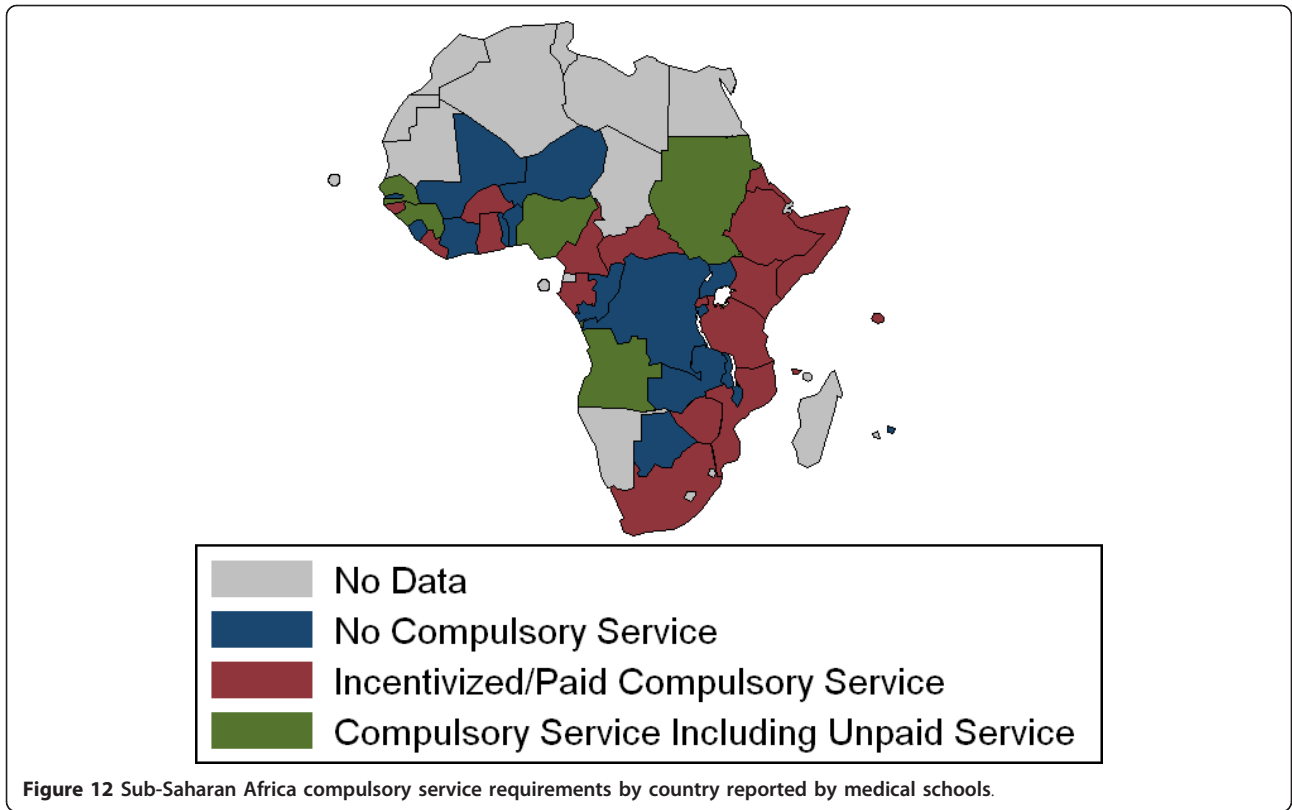 No Data
No Compulsory Service
Incentivized/Paid Compulsory Service
Compulsory Service Including Unpaid Service
Figure 12 Sub-Saharan Africa compulsory service requirements by country reported by medical schools.